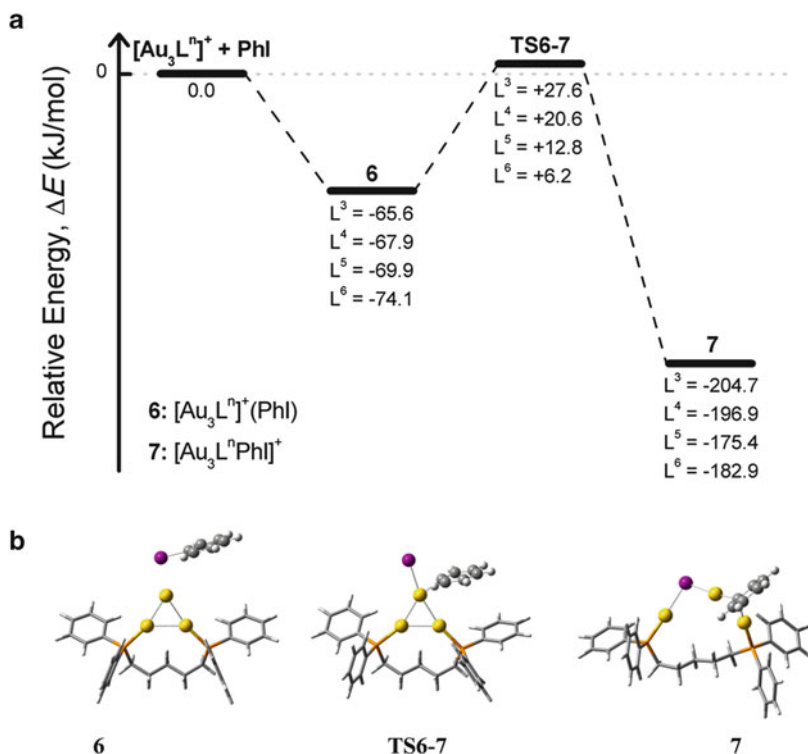 a
[Au₃Lⁿ]⁺ + PhI
0
0.0
Relative Energy, ΔE (kJ/mol)
6
L³ = -65.6
L⁴ = -67.9
L⁵ = -69.9
L⁶ = -74.1
TS6-7
L³ = +27.6
L⁴ = +20.6
L⁵ = +12.8
L⁶ = +6.2
7
L³ = -204.7
L⁴ = -196.9
L⁵ = -175.4
L⁶ = -182.9
6: [Au₃Lⁿ]⁺(PhI)
7: [Au₃LⁿPhI]⁺
b
6 TS6-7 7